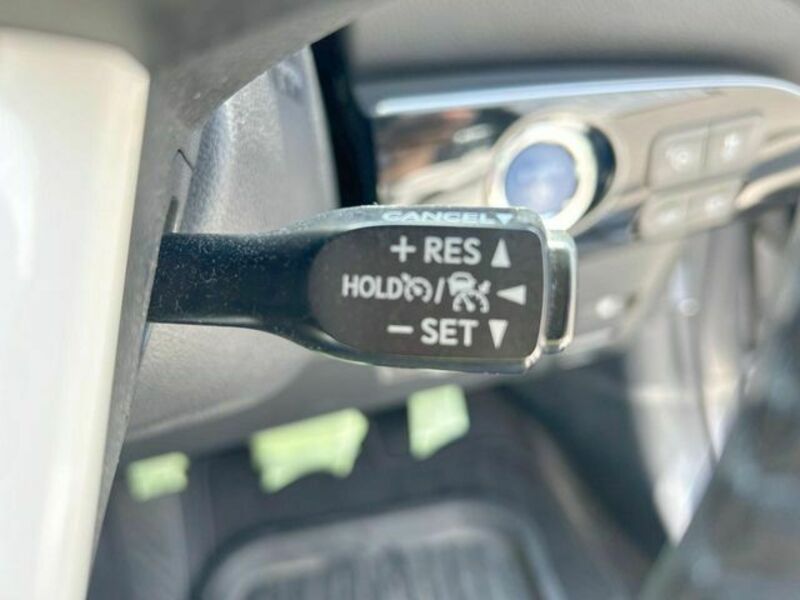 CANCEL▼
+ RES ▲
HOLD / ◀
− SET ▼